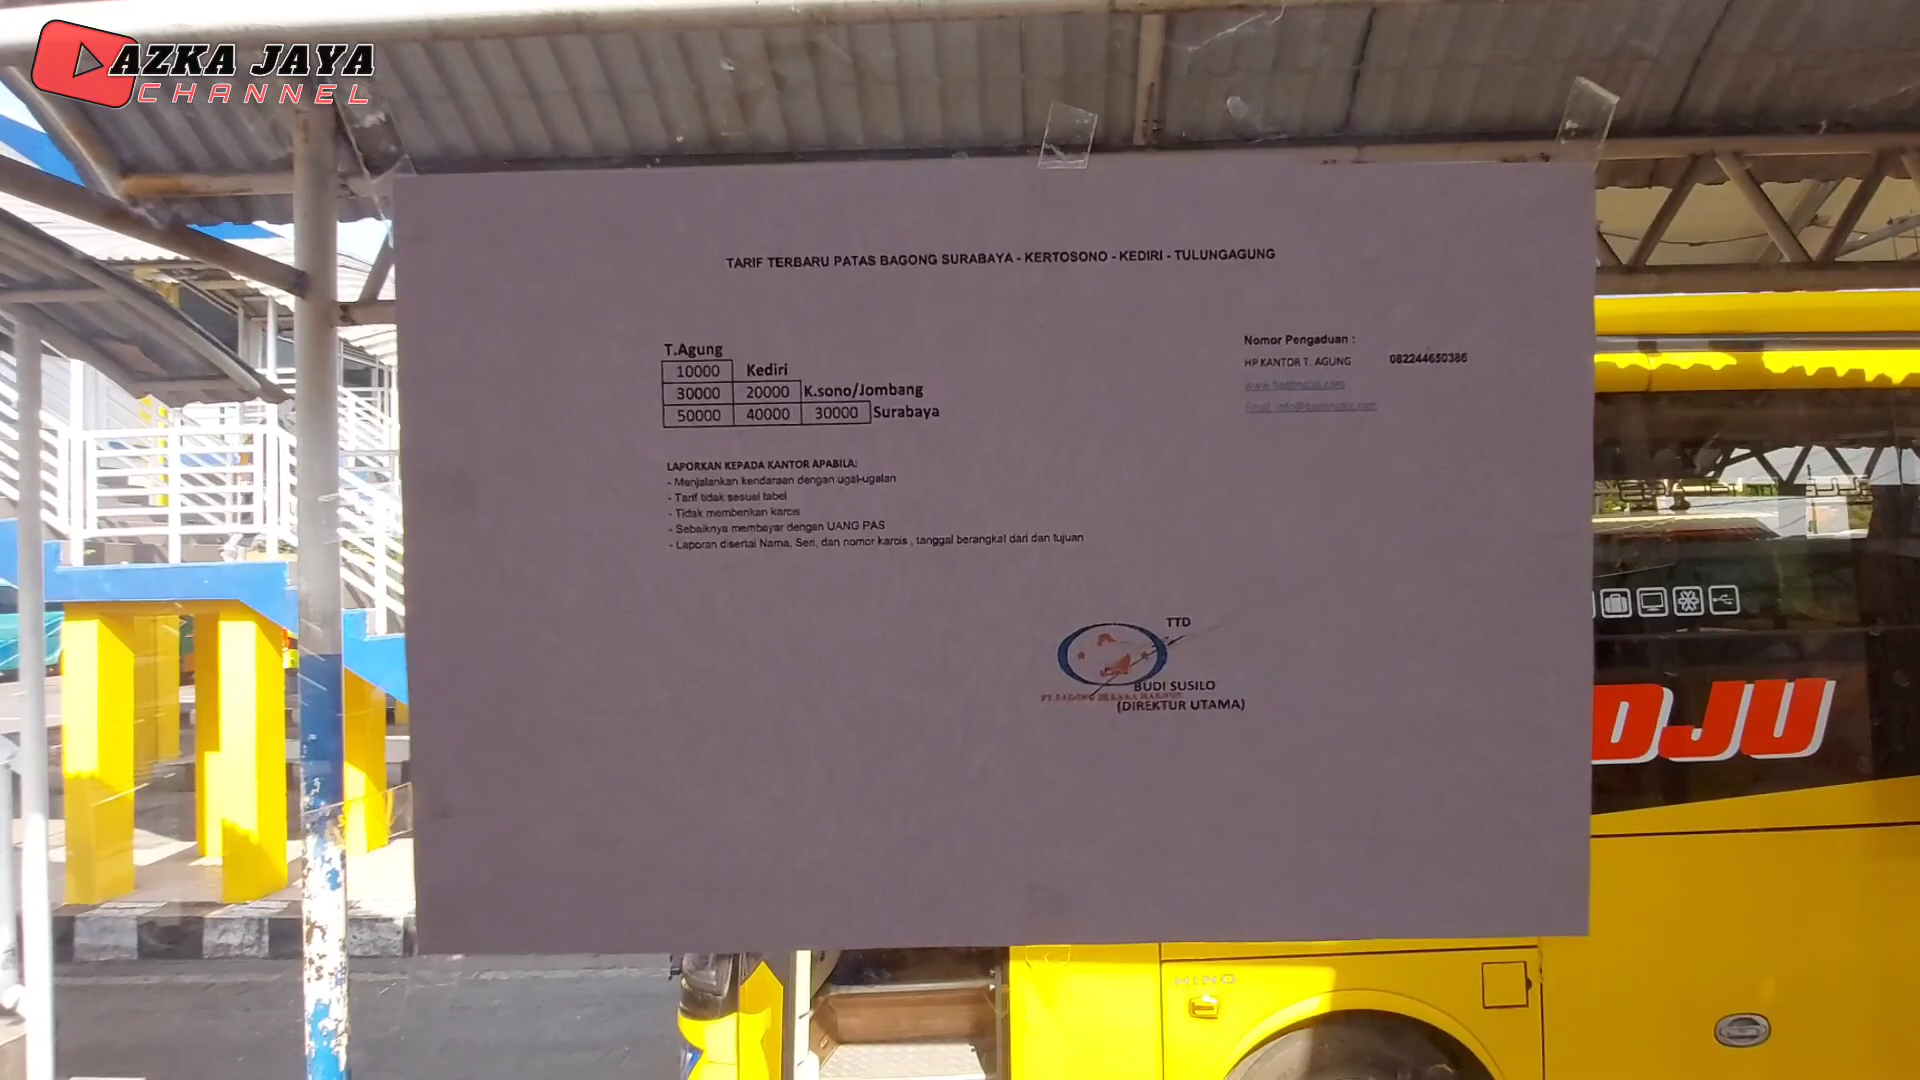 AZKA JAYA
CHANNEL
TARIF TERBARU PATAS BAGONG SURABAYA - KERTOSONO - KEDIRI - TULUNGAGUNG
T.Agung
10000 Kediri
30000 20000 K.sono/Jombang
50000 40000 30000 Surabaya
Nomor Pengaduan :
HP KANTOR T. AGUNG 082244650386
LAPORKAN KEPADA KANTOR APABILA:
- Menjalankan kendaraan dengan ugal-ugalan
- Tarif tidak sesuai tabel
- Tidak memberikan karcis
- Sebaiknya membayar dengan UANG PAS
- Laporan disertai Nama, Seri, dan nomor karcis , tanggal berangkat dari dan tujuan
TTD
BUDI SUSILO
PT BAGONG
(DIREKTUR UTAMA)
DJU
HINO